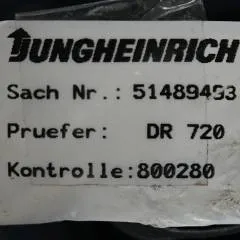 JUNGHEINRICH
Sach Nr.: 51489493
Pruefer: DR 720
Kontrolle:800280